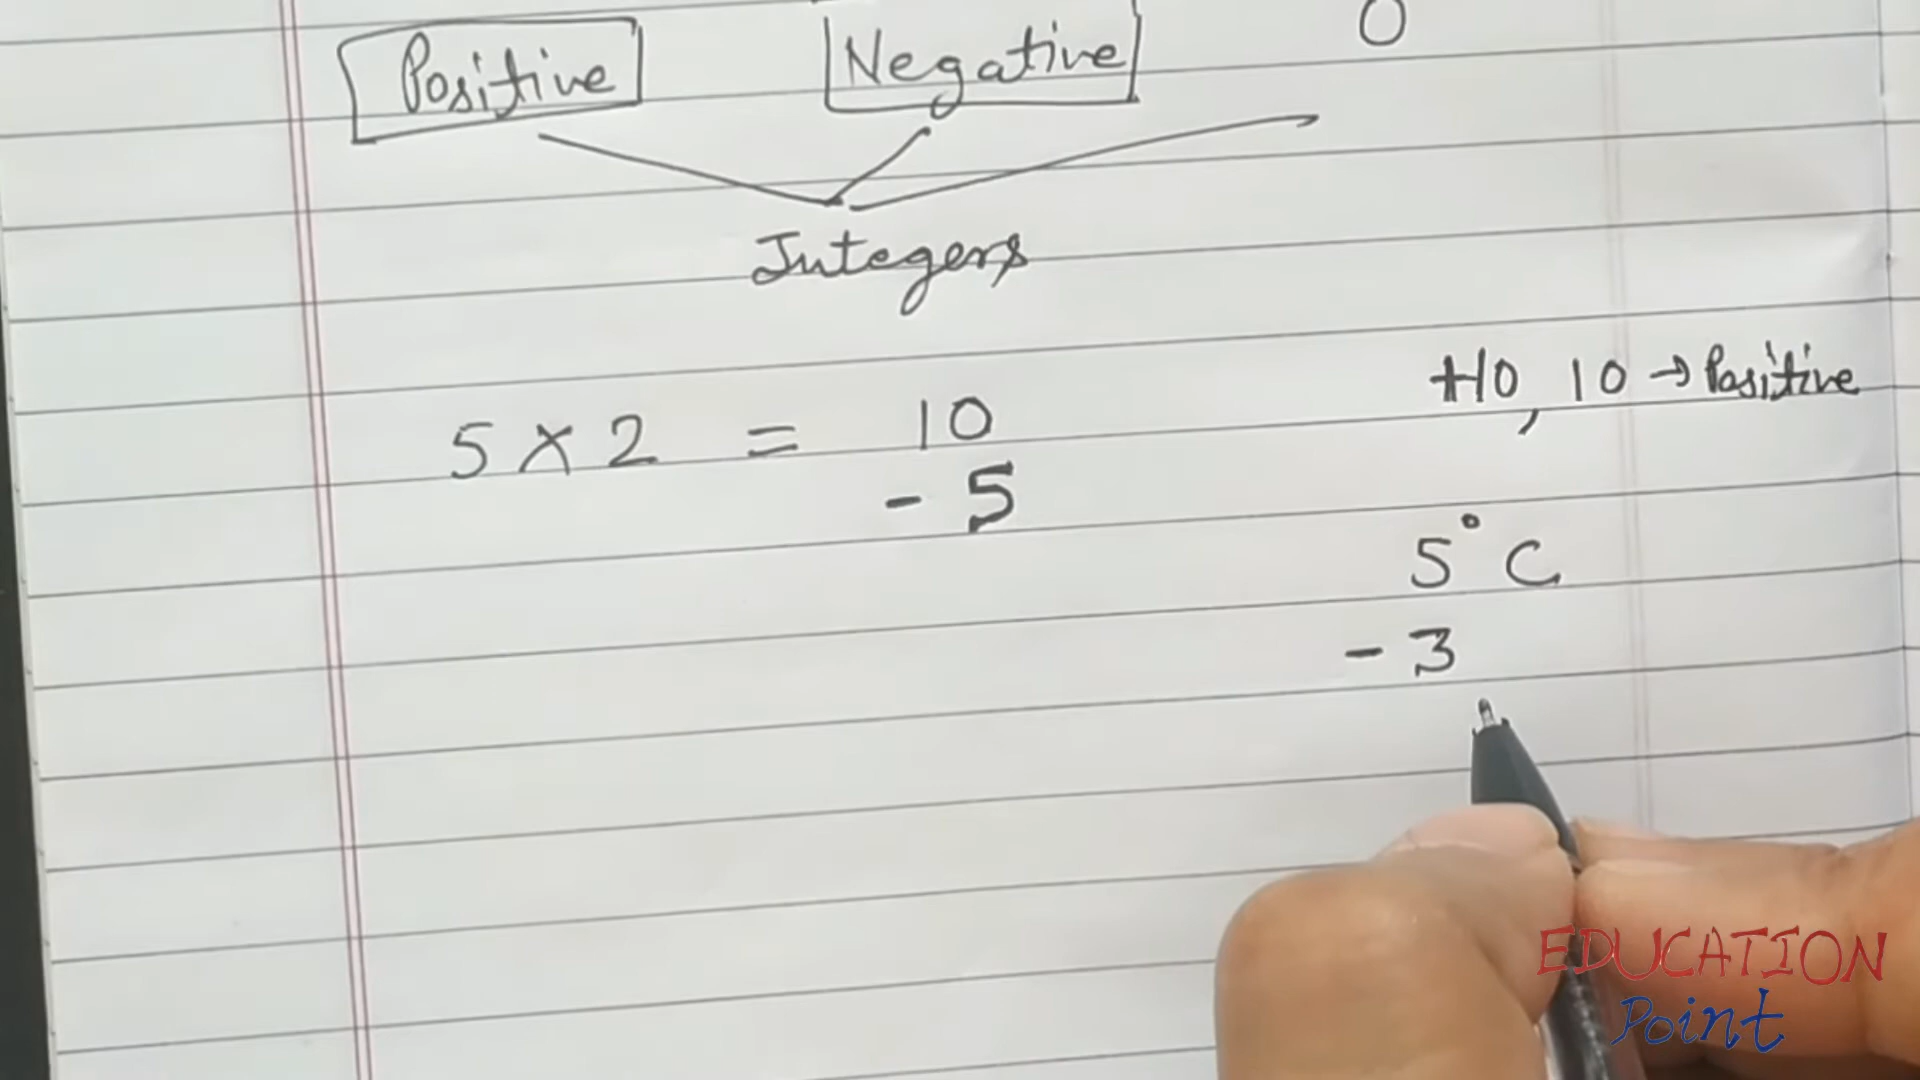 Positive Negative 0
Integers
+10, 10 → Positive
5 × 2 = 10
- 5
5° C
- 3
EDUCATION
Point